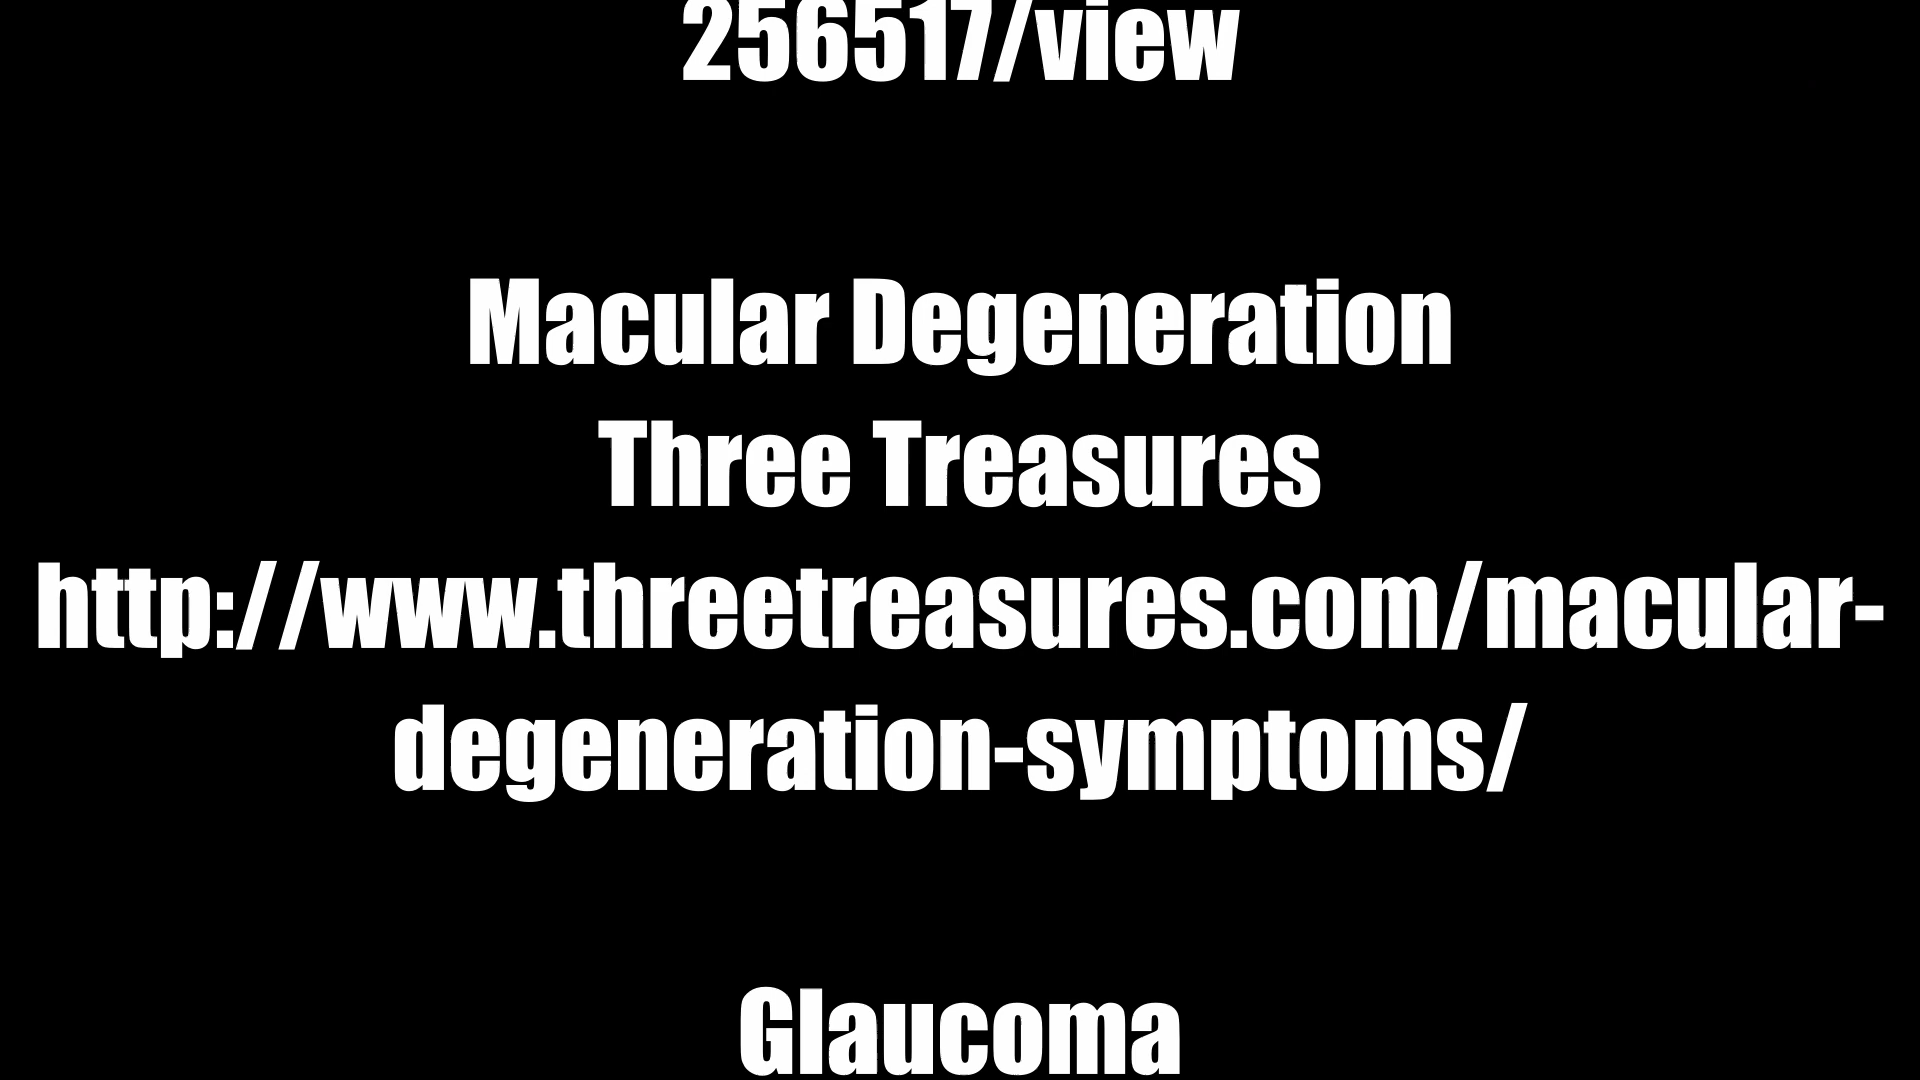 256517/view
Macular Degeneration
Three Treasures
http://www.threetreasures.com/macular-
degeneration-symptoms/
Glaucoma